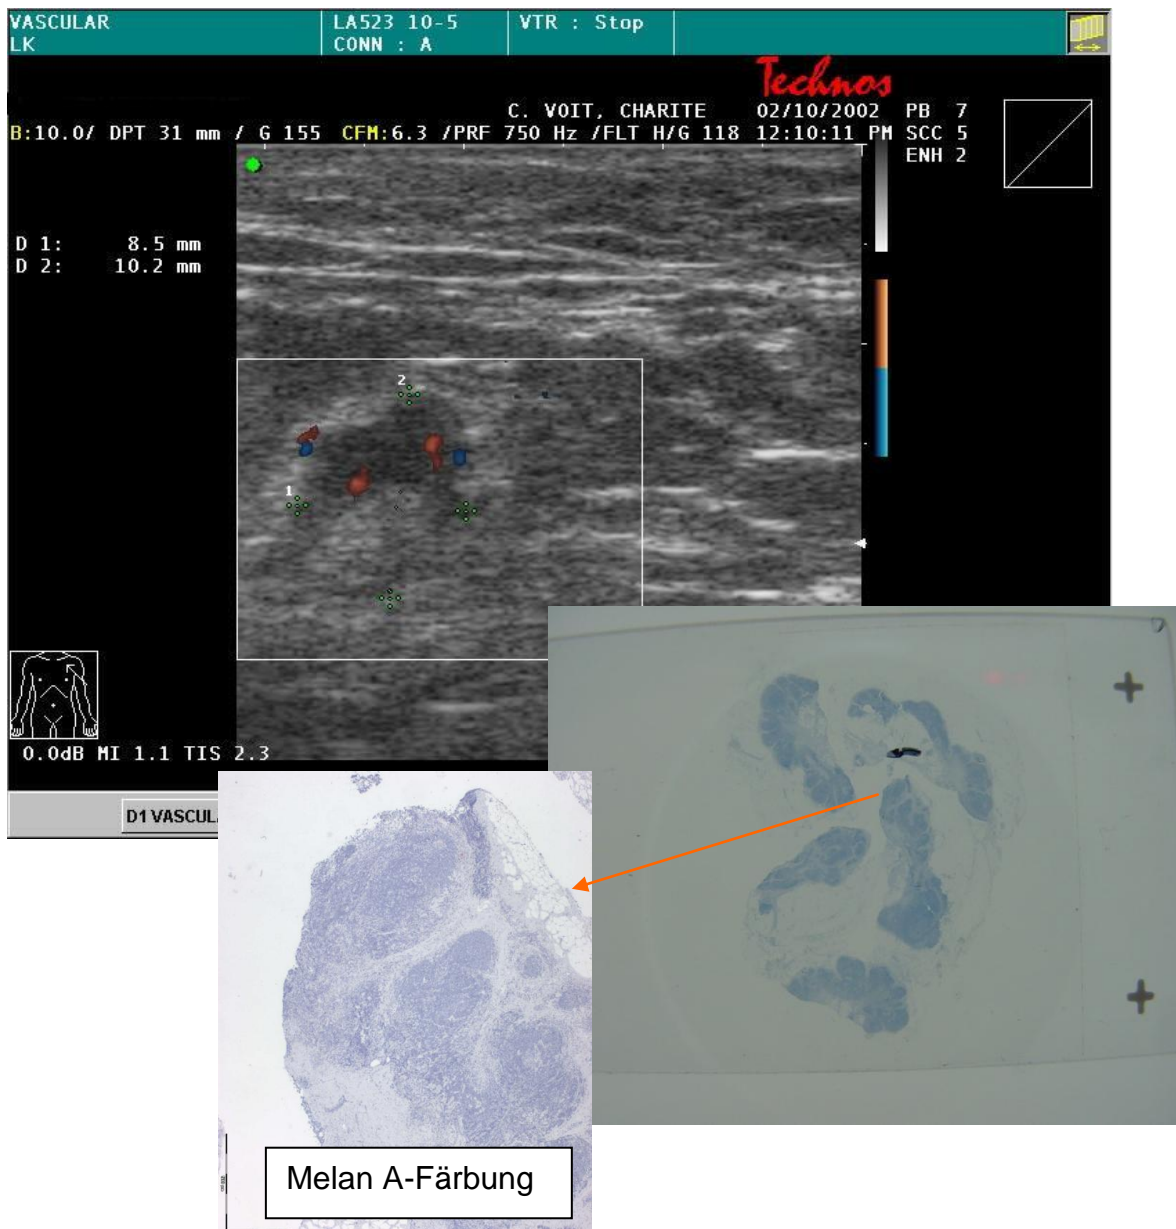 VASCULAR
LK
LA523 10-5
CONN : A
VTR : Stop
Technos
C. VOIT, CHARITE 02/10/2002 PB 7
B:10.0/ DPT 31 mm / G 155 CFM:6.3 /PRF 750 Hz /FLT H/G 118 12:10:11 PM SCC 5
ENH 2
D 1: 8.5 mm
D 2: 10.2 mm
2
1
0.0dB MI 1.1 TIS 2.3
D1 VASCUL
Melan A-Färbung